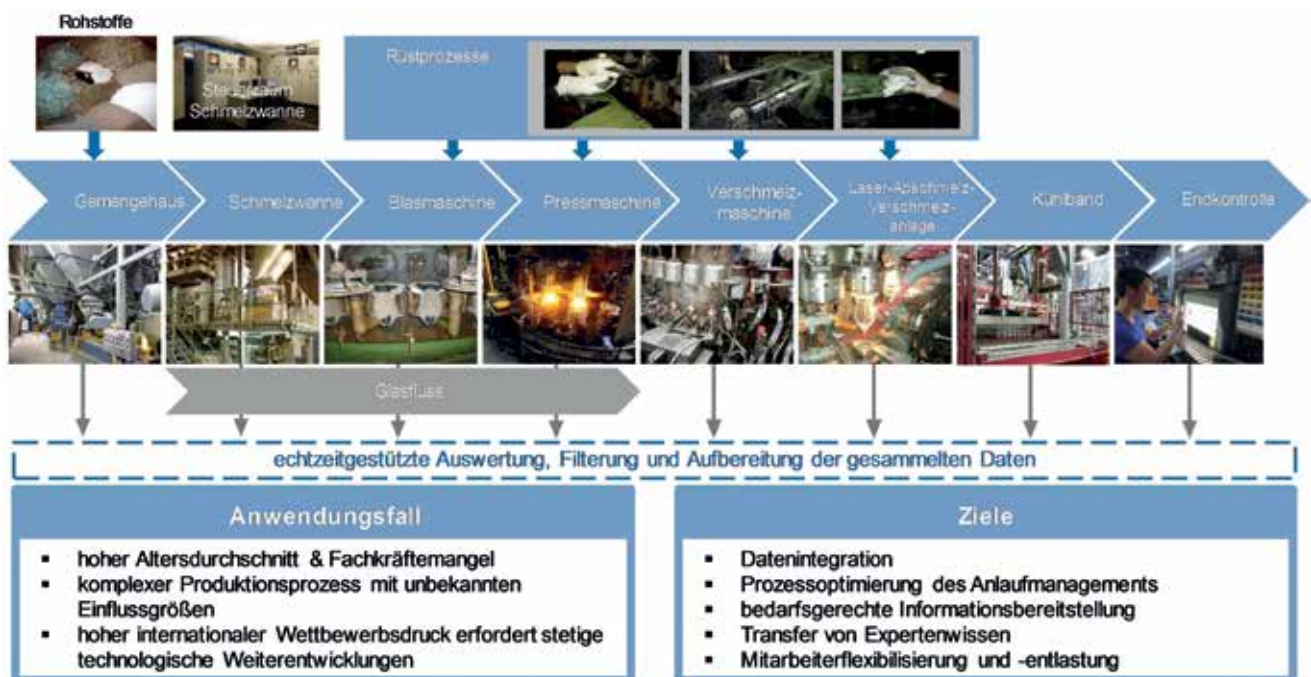 Rohstoffe
Steuerraum
Schmelzwanne
Rüstprozesse
Gemengehaus
Schmelzwanne
Blasmaschine
Pressmaschine
Verschmelz-
maschine
Laser-Abschmelz-
Verschmelz-
anlage
Kühlband
Endkontrolle
Glasfluss
echtzeitgestützte Auswertung, Filterung und Aufbereitung der gesammelten Daten
Anwendungsfall
▪ hoher Altersdurchschnitt & Fachkräftemangel
▪ komplexer Produktionsprozess mit unbekannten
Einflussgrößen
▪ hoher internationaler Wettbewerbsdruck erfordert stetige
technologische Weiterentwicklungen
Ziele
▪ Datenintegration
▪ Prozessoptimierung des Anlaufmanagements
▪ bedarfsgerechte Informationsbereitstellung
▪ Transfer von Expertenwissen
▪ Mitarbeiterflexibilisierung und -entlastung